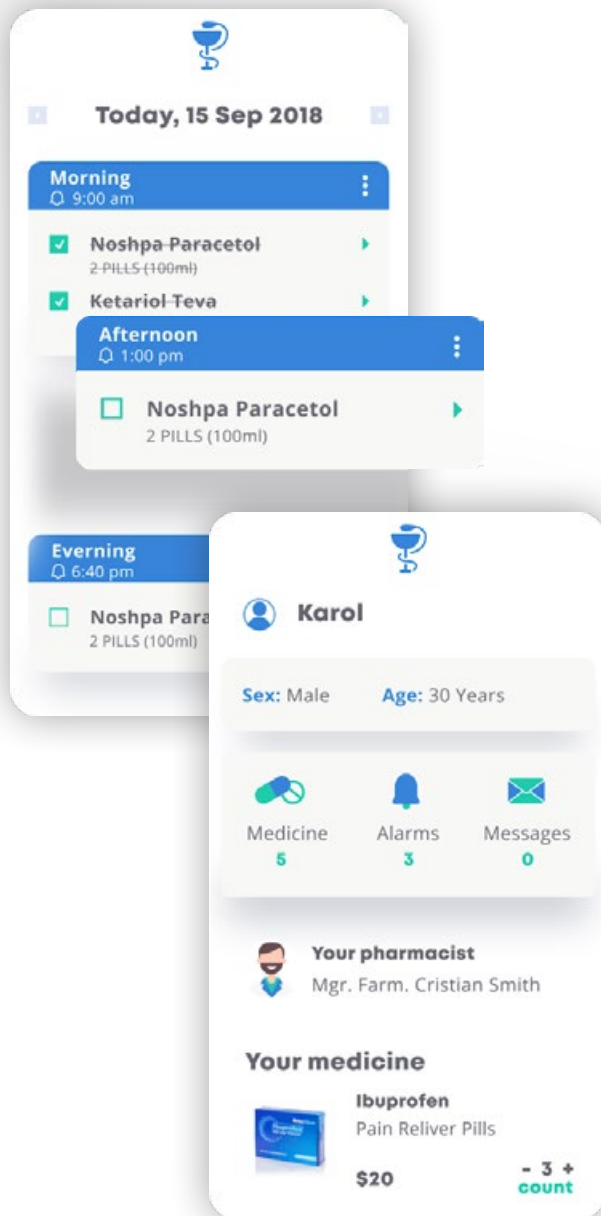 Today, 15 Sep 2018
Morning
9:00 am
Noshpa Paracetol
2 PILLS (100ml)
Ketariol Teva
Afternoon
1:00 pm
Noshpa Paracetol
2 PILLS (100ml)
Everning
6:40 pm
Noshpa Para
2 PILLS (100ml)
Karol
Sex: Male Age: 30 Years
Medicine Alarms Messages
5 3 0
Your pharmacist
Mgr. Farm. Cristian Smith
Your medicine
Ibuprofen
Pain Reliver Pills
$20 - 3 +
count